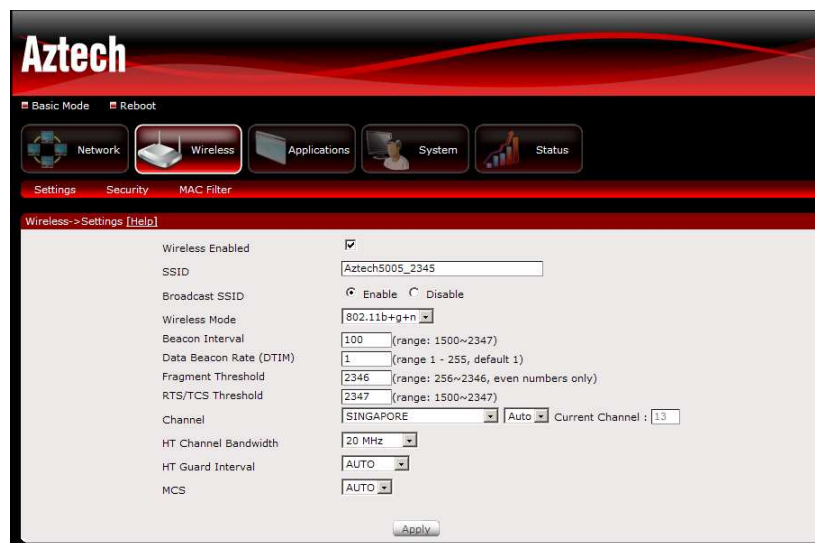 Aztech
Basic Mode Reboot
Network Wireless Applications System Status
Settings Security MAC Filter
Wireless->Settings [Help]
Wireless Enabled
SSID Aztech5005_2345
Broadcast SSID Enable Disable
Wireless Mode 802.11b+g+n
Beacon Interval 100 (range: 1500~2347)
Data Beacon Rate (DTIM) 1 (range 1 - 255, default 1)
Fragment Threshold 2346 (range: 256~2346, even numbers only)
RTS/TCS Threshold 2347 (range: 1500~2347)
Channel SINGAPORE Auto Current Channel : 13
HT Channel Bandwidth 20 MHz
HT Guard Interval AUTO
MCS AUTO
Apply